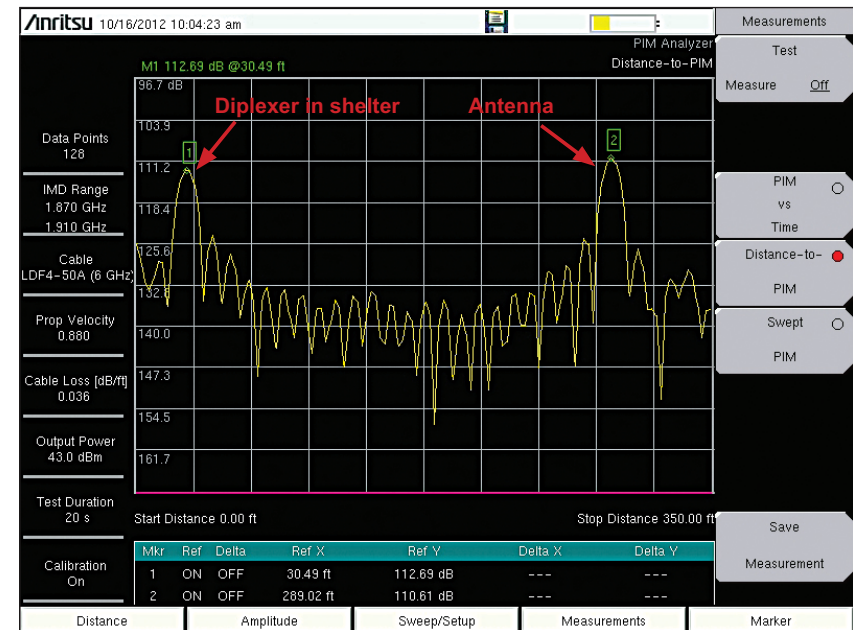 Anritsu 10/16/2012 10:04:23 am
Measurements
PIM Analyzer
M1 112.69 dB @30.49 ft
Distance-to-PIM
96.7 dB
103.9
111.2
118.4
125.6
132.8
140.0
147.3
154.5
161.7
Diplexer in shelter
Antenna
1
2
Data Points
128
IMD Range
1.870 GHz
1.910 GHz
Cable
LDF4-50A (6 GHz)
Prop Velocity
0.880
Cable Loss [dB/ft]
0.036
Output Power
43.0 dBm
Test Duration
20 s
Calibration
On
Start Distance 0.00 ft
Stop Distance 350.00 ft
Mkr Ref Delta Ref X Ref Y Delta X Delta Y
1 ON OFF 30.49 ft 112.69 dB --- ---
2 ON OFF 289.02 ft 110.61 dB --- ---
Test
Measure Off
PIM
vs
Time
Distance-to-
PIM
Swept
PIM
Save
Measurement
Distance
Amplitude
Sweep/Setup
Measurements
Marker